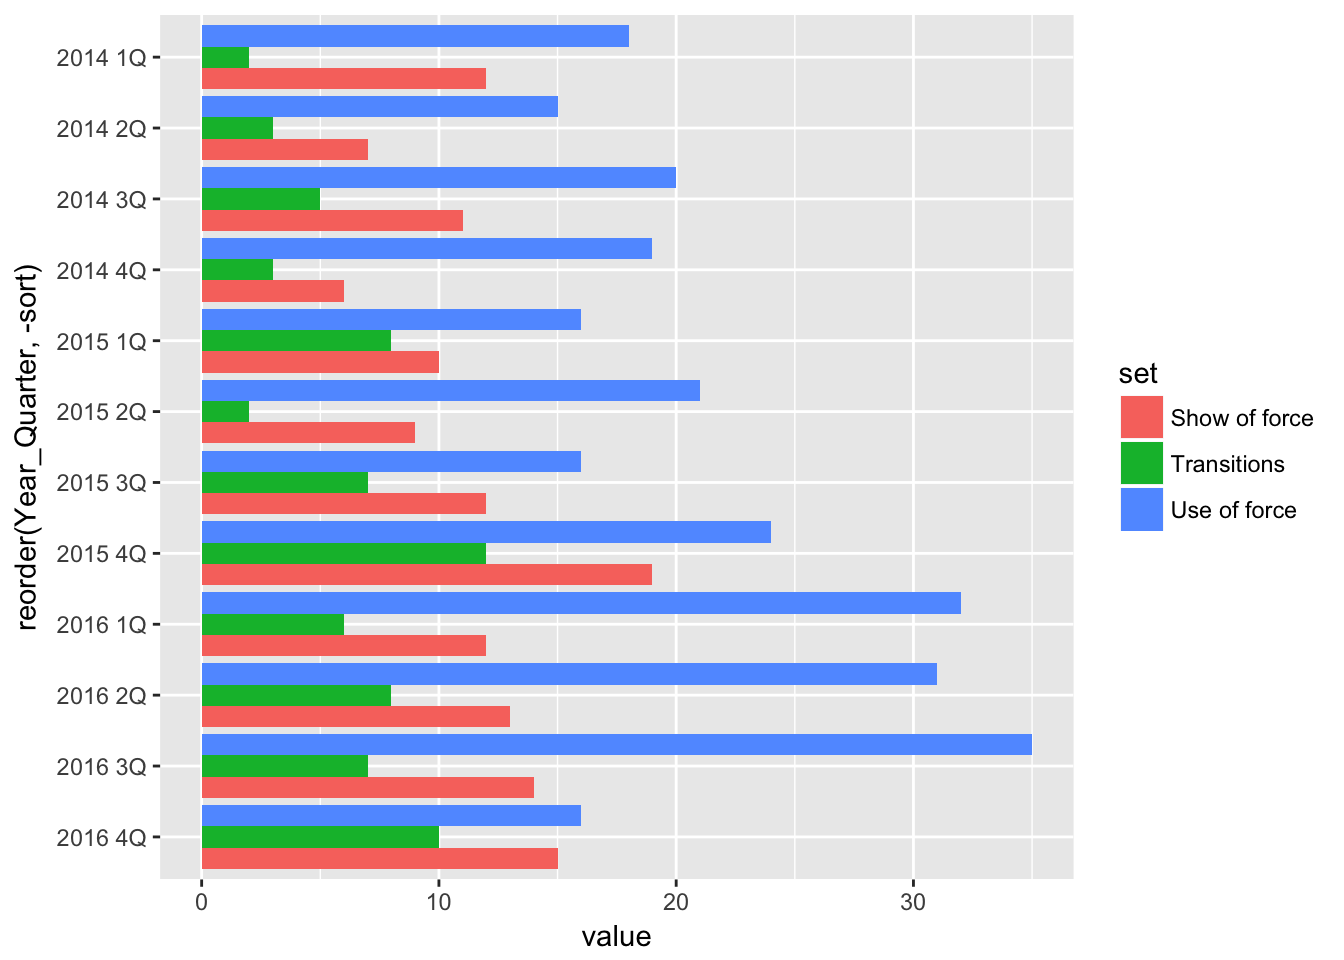 reorder(Year_Quarter, -sort)
2014 1Q
2014 2Q
2014 3Q
2014 4Q
2015 1Q
2015 2Q
2015 3Q
2015 4Q
2016 1Q
2016 2Q
2016 3Q
2016 4Q
0 10 20 30
value
set
Show of force
Transitions
Use of force